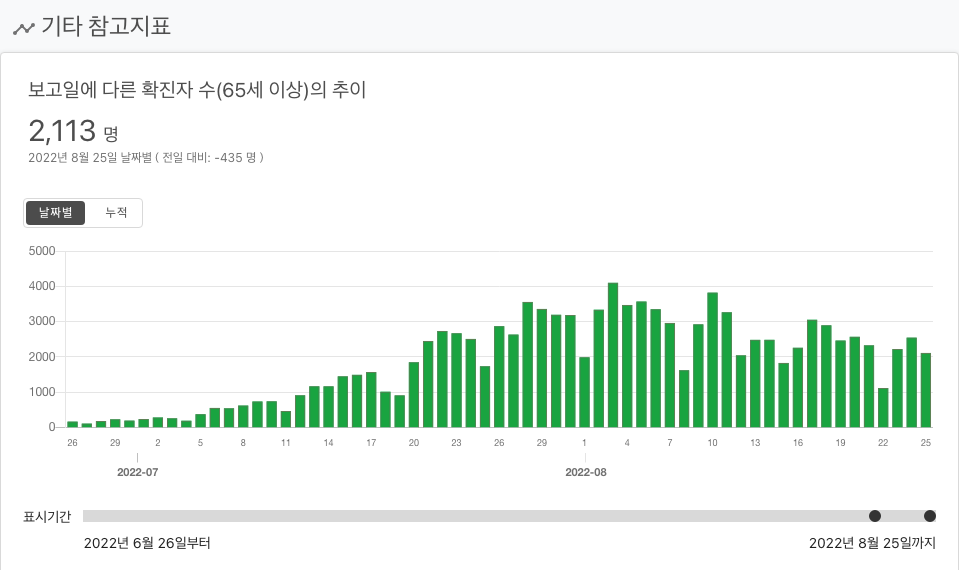 기타 참고지표
보고일에 다른 확진자 수(65세 이상)의 추이
2,113 명
2022년 8월 25일 날짜별 ( 전일 대비: -435 명 )
날짜별 누적
5000
4000
3000
2000
1000
0
26 29 2 5 8 11 14 17 20 23 26 29 1 4 7 10 13 16 19 22 25
2022-07 2022-08
표시기간
2022년 6월 26일부터 2022년 8월 25일까지